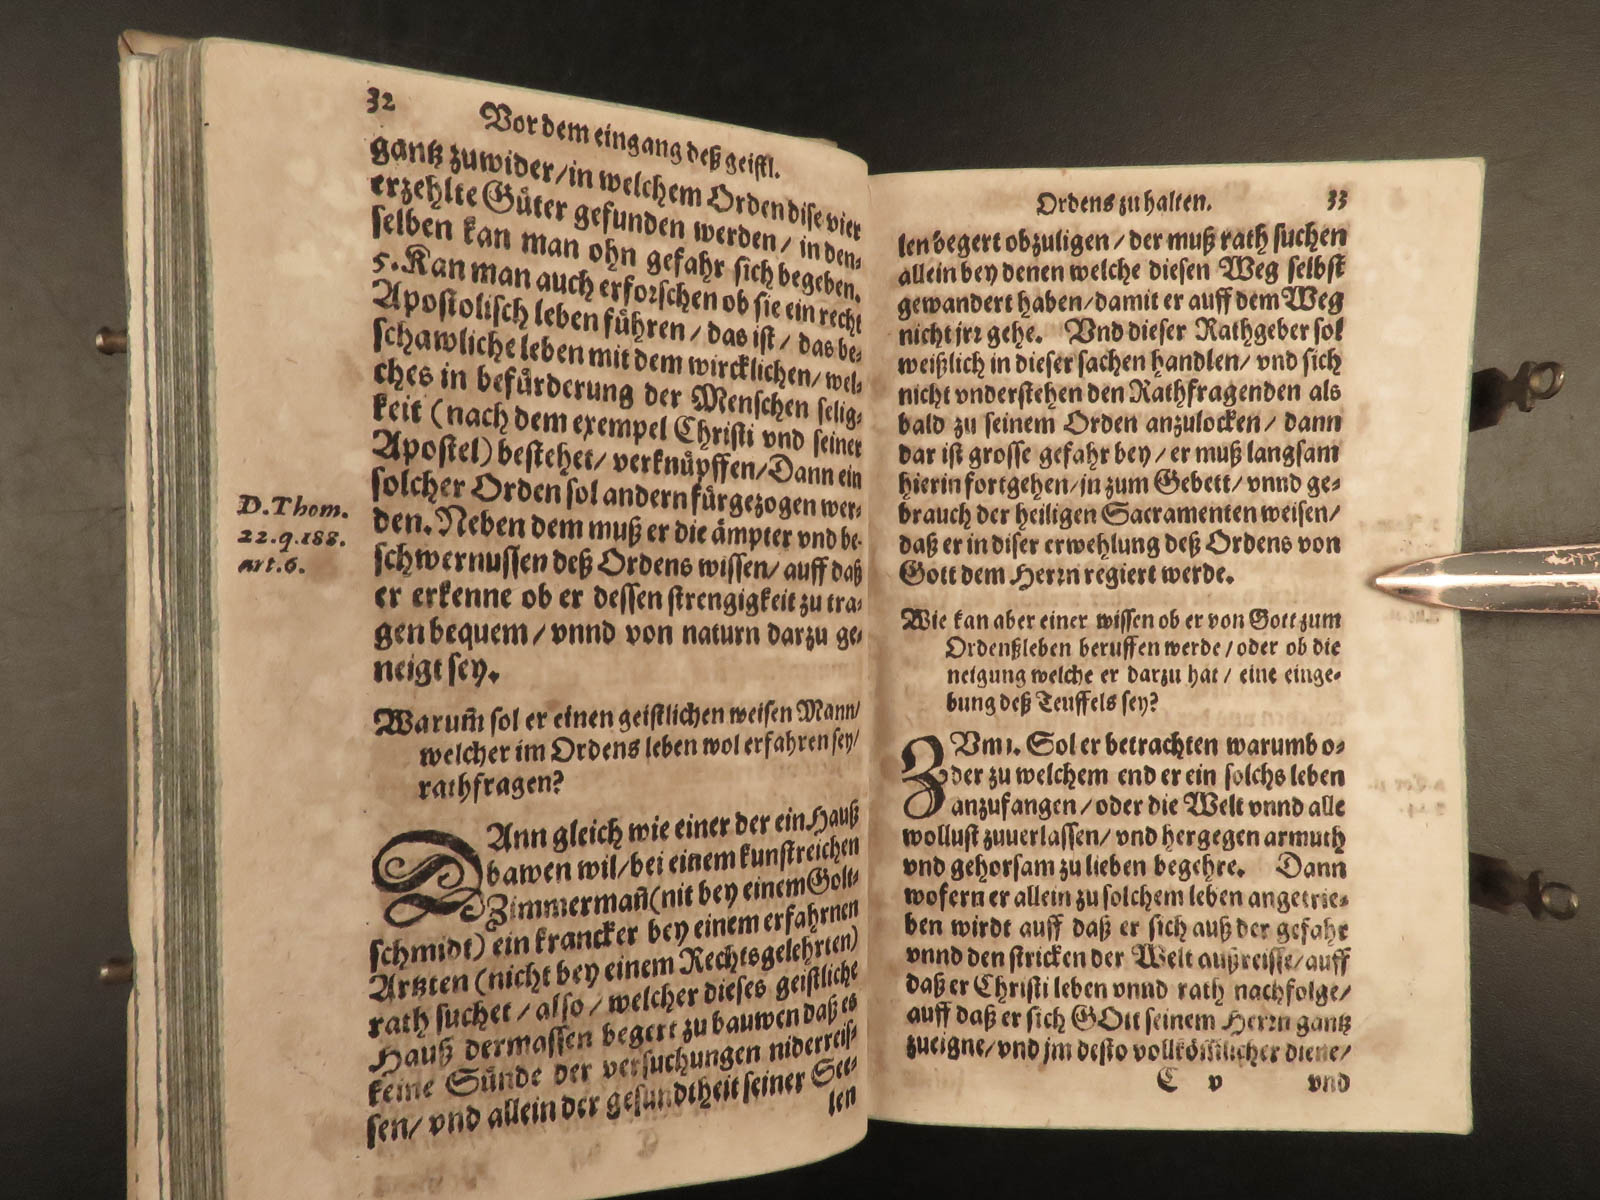 32
Vor dem eingang deß geistl.
gantz zuwider/in welchem Orden dise vier
erzehlte Güter gefunden werden/ in den-
selben kan man ohn gefahr sich begeben.
5. Kan man auch erforschen ob sie ein recht
Apostolisch leben führen/ das ist/ das be-
schawliche leben mit dem wircklichen/ wel-
ches in befürderung der Menschen selig-
keit (nach dem exempel Christi vnd seiner
Apostel) bestehet/ verknüpffen/Dann ein
solcher Orden sol andern fürgezogen wer-
den. Neben dem muß er die ämpter vnd be-
schwernussen deß Ordens wissen/ auff daß
er erkenne ob er dessen strengigkeit zu tra-
gen bequem/ vnnd von naturn darzu ge-
neigt sey.
D. Thom.
22. q. 188.
art. 6.
Warum̃ sol er einen geistlichen weisen Mann/
welcher im Ordens leben wol erfahren sey/
rathfragen?
DAnn gleich wie einer der ein Hauß
bawen wil/bei einem kunstreichen
Zimmermañ(nit bey einem Golt-
schmidt) ein krancker bey einem erfahrnen
Artzten (nicht bey einem Rechtsgelehrten)
rath suchet/ also/ welcher dieses geistliche
Hauß dermassen begert zu bauwen daß es
keine Sünde der versuchungen niderreis-
sen/ vnd allein der gesundtheit seiner See-
len
Ordens zu halten. 33
len begert obzuligen/ der muß rath suchen
allein bey denen welche diesen Weg selbst
gewandert haben/damit er auff dem Weg
nicht jrr gehe. Vnd dieser Rathgeber sol
weißlich in dieser sachen handlen/ vnd sich
nicht vnderstehen den Rathfragenden als
bald zu seinem Orden anzulocken/ dann
dar ist grosse gefahr bey/ er muß langsam
hierin fortgehen/jn zum Gebett/ vnnd ge-
brauch der heiligen Sacramenten weisen/
daß er in diser erwehlung deß Ordens von
Gott dem Herrn regiert werde.
Wie kan aber einer wissen ob er von Gott zum
Ordenßleben beruffen werde/oder ob die
neigung welche er darzu hat/ eine einge-
bung deß Teuffels sey?
ZVm 1. Sol er betrachten warumb o-
der zu welchem end er ein solchs leben
anzufangen/oder die Welt vnnd alle
wollust zuuerlassen/ vnd hergegen armuth
vnd gehorsam zu lieben begehre. Dann
wofern er allein zu solchem leben angetrie-
ben wirdt auff daß er sich auß der gefahr
vnnd den stricken der Welt außreisse/auff
daß er Christi leben vnnd rath nachfolge/
auff daß er sich GOtt seinem Herrn gantz
zueigne/vnd jm desto vollkömlicher diene/
C v vnd